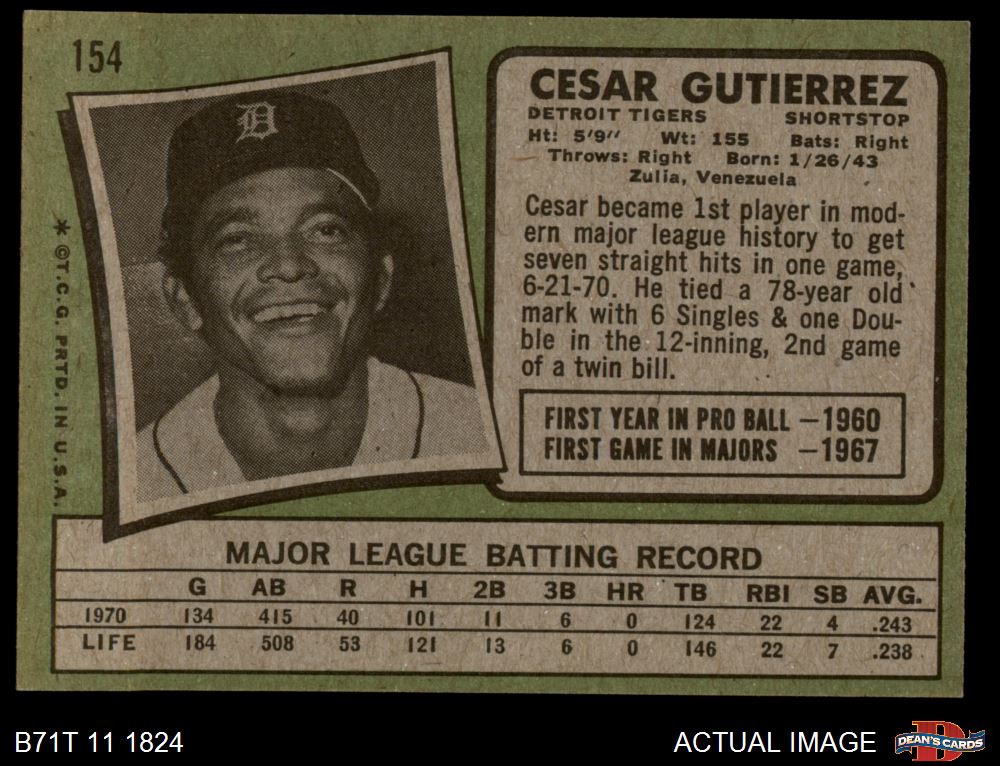 154
CESAR GUTIERREZ
DETROIT TIGERS SHORTSTOP
Ht: 5'9" Wt: 155 Bats: Right
Throws: Right Born: 1/26/43
Zulia, Venezuela
Cesar became 1st player in mod-
ern major league history to get
seven straight hits in one game,
6-21-70. He tied a 78-year old
mark with 6 Singles & one Dou-
ble in the 12-inning, 2nd game
of a twin bill.
FIRST YEAR IN PRO BALL —1960
FIRST GAME IN MAJORS —1967
D
* ©T.C.G. PRTD. IN U.S.A.
MAJOR LEAGUE BATTING RECORD
G AB R H 2B 3B HR TB RBI SB AVG.
1970 134 415 40 101 11 6 0 124 22 4 .243
LIFE 184 508 53 121 13 6 0 146 22 7 .238
B71T 11 1824
ACTUAL IMAGE
DEAN'S CARDS